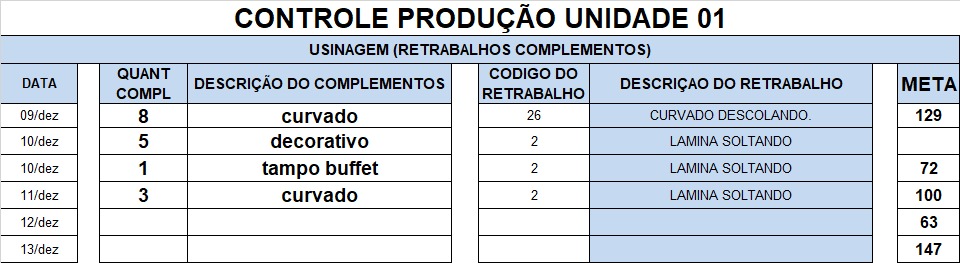 CONTROLE PRODUÇÃO UNIDADE 01
USINAGEM (RETRABALHOS COMPLEMENTOS)
DATA QUANT COMPL DESCRIÇÃO DO COMPLEMENTOS CODIGO DO RETRABALHO DESCRIÇAO DO RETRABALHO META
09/dez 8 curvado 26 CURVADO DESCOLANDO. 129
10/dez 5 decorativo 2 LAMINA SOLTANDO
10/dez 1 tampo buffet 2 LAMINA SOLTANDO 72
11/dez 3 curvado 2 LAMINA SOLTANDO 100
12/dez 63
13/dez 147